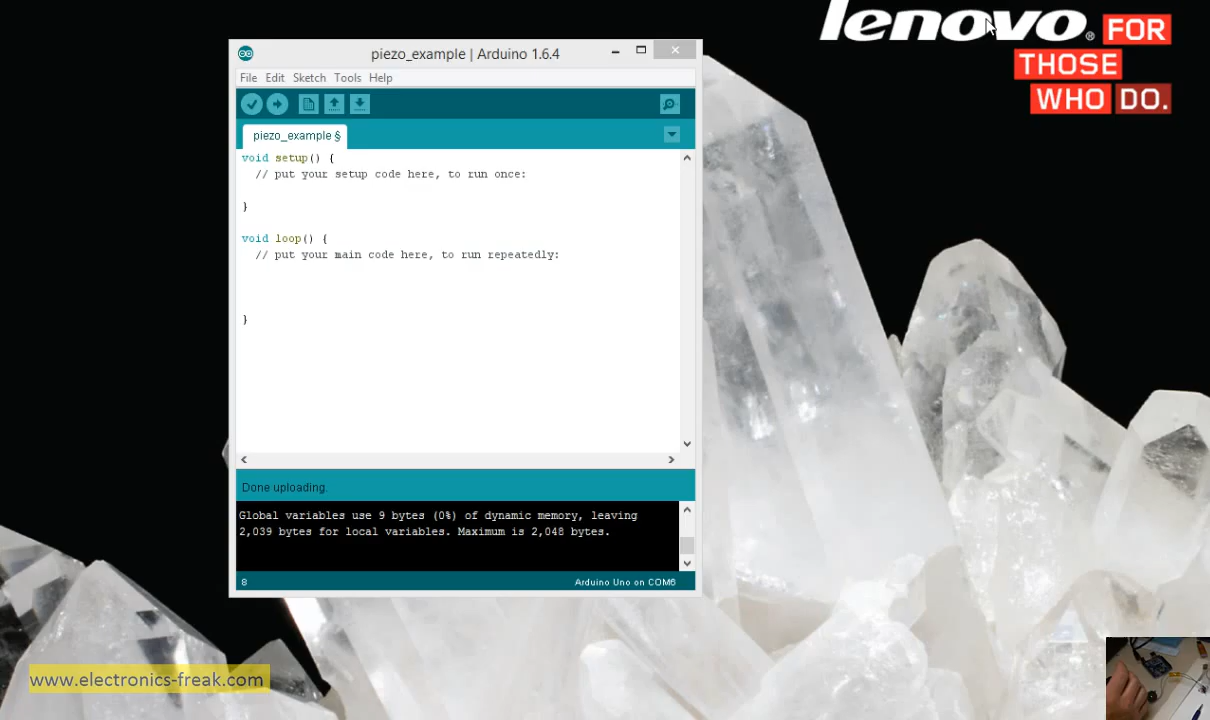 lenovo® FOR
THOSE
WHO DO.
piezo_example | Arduino 1.6.4
File Edit Sketch Tools Help
piezo_example §
void setup() {
// put your setup code here, to run once:
}
void loop() {
// put your main code here, to run repeatedly:
}
Done uploading.
Global variables use 9 bytes (0%) of dynamic memory, leaving
2,039 bytes for local variables. Maximum is 2,048 bytes.
8 Arduino Uno on COM6
www.electronics-freak.com